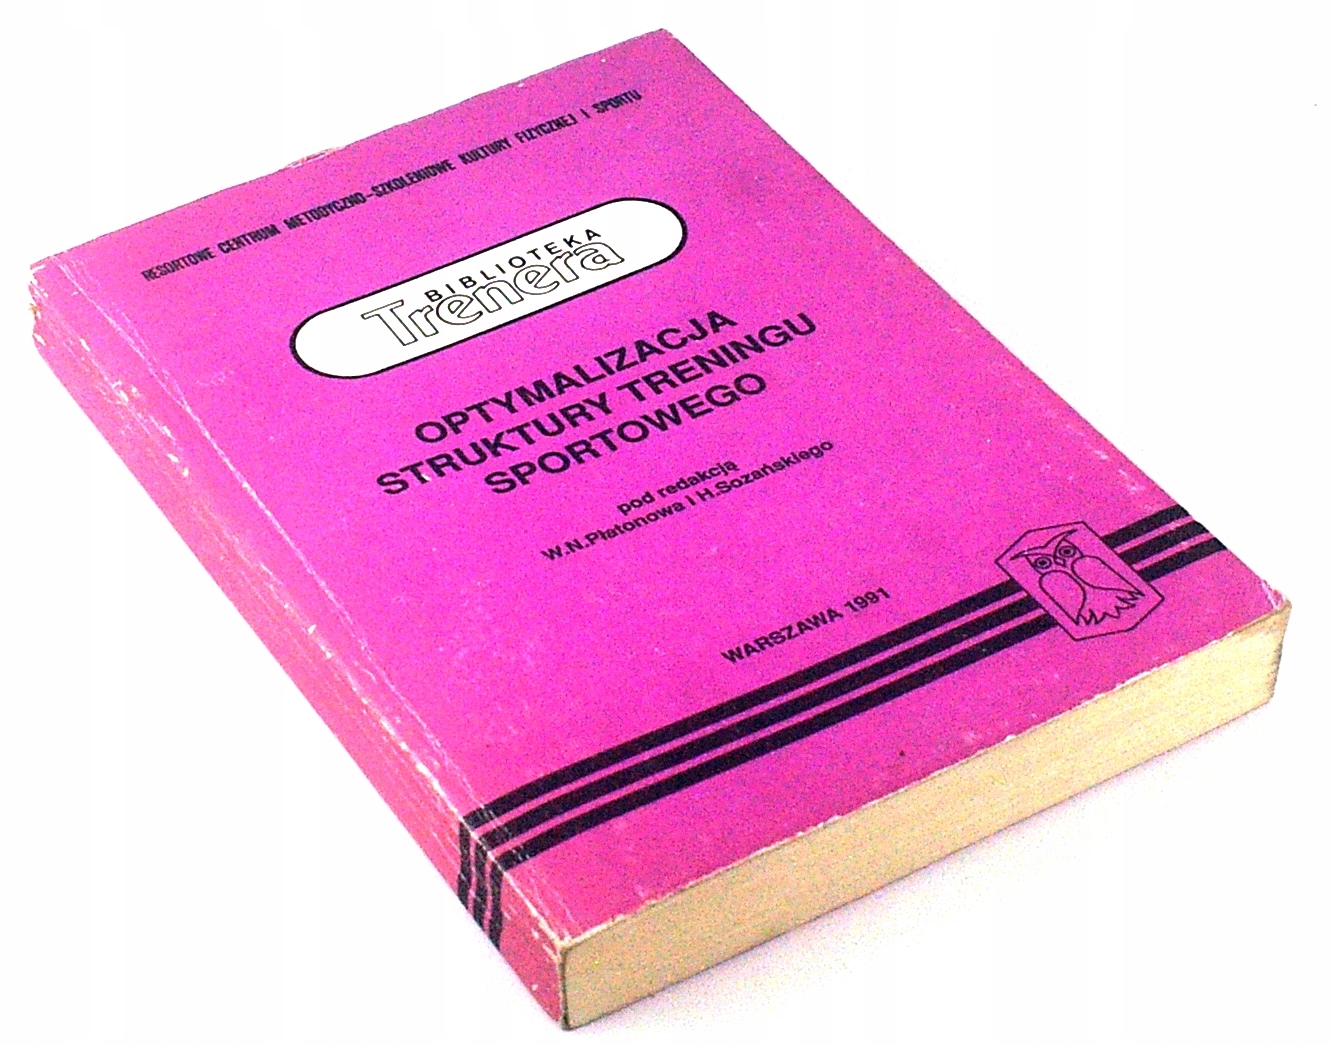 RESORTOWE CENTRUM METODYCZNO-SZKOLENIOWE KULTURY FIZYCZNEJ I SPORTU
BIBLIOTEKA
Trenera
OPTYMALIZACJA
STRUKTURY TRENINGU
SPORTOWEGO
pod redakcją
W.N.Płatonowa i H.Sozańskiego
WARSZAWA 1991